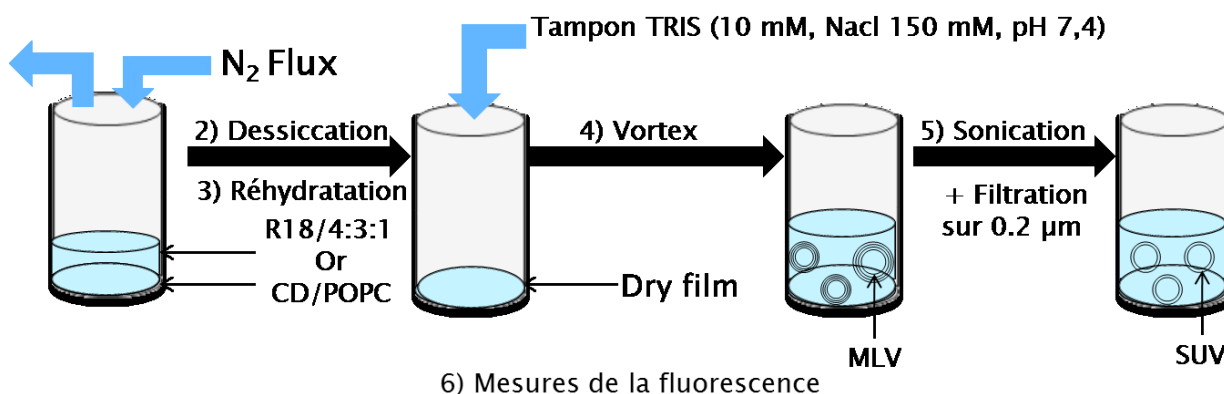 Tampon TRIS (10 mM, Nacl 150 mM, pH 7,4)
N2 Flux
2) Dessiccation
3) Réhydratation
R18/4:3:1
Or
CD/POPC
Dry film
4) Vortex
5) Sonication
+ Filtration
sur 0.2 µm
MLV
SUV
6) Mesures de la fluorescence